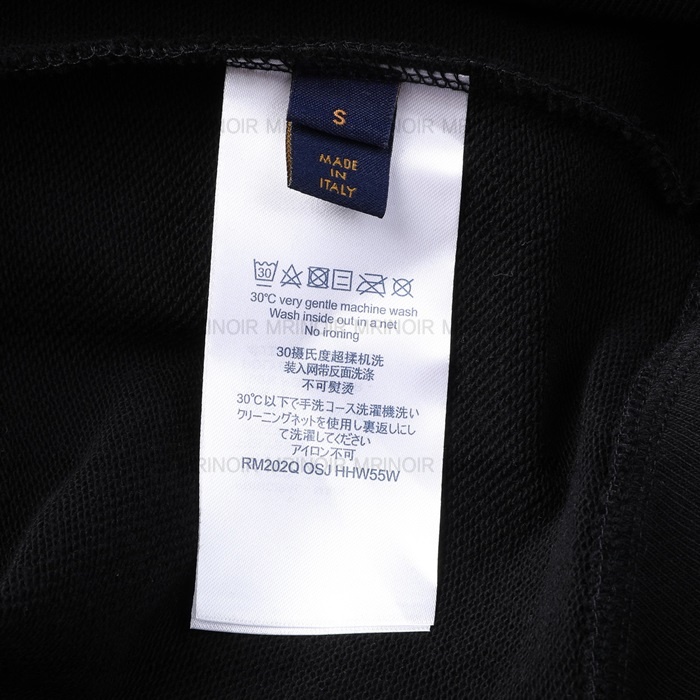 S
MADE
IN
ITALY
30
30℃ very gentle machine wash
Wash inside out in a net
No ironing
30摄氏度超揉机洗
装入网带反面洗涤
不可熨烫
30℃以下で手洗コース洗濯機洗い
クリーニングネットを使用し裏返しにし
て洗濯してください
アイロン不可
RM202Q OSJ HHW55W
MRINOIR MRINOIR MRINOIR